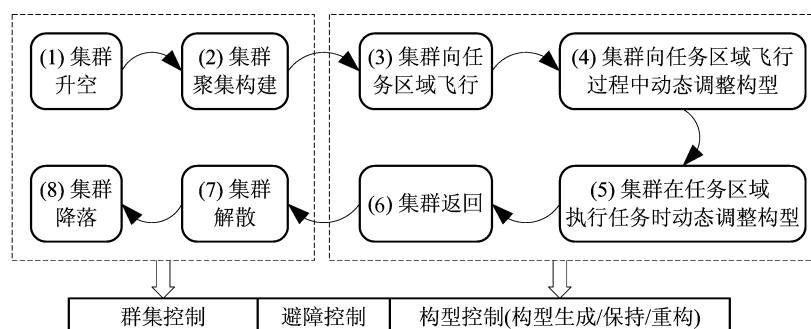 (1) 集群
升空
(2) 集群
聚集构建
(3) 集群向任
务区域飞行
(4) 集群向任务区域飞行
过程中动态调整构型
(5) 集群在任务区域
执行任务时动态调整构型
(6) 集群返回
(7) 集群
解散
(8) 集群
降落
群集控制
避障控制
构型控制(构型生成/保持/重构)